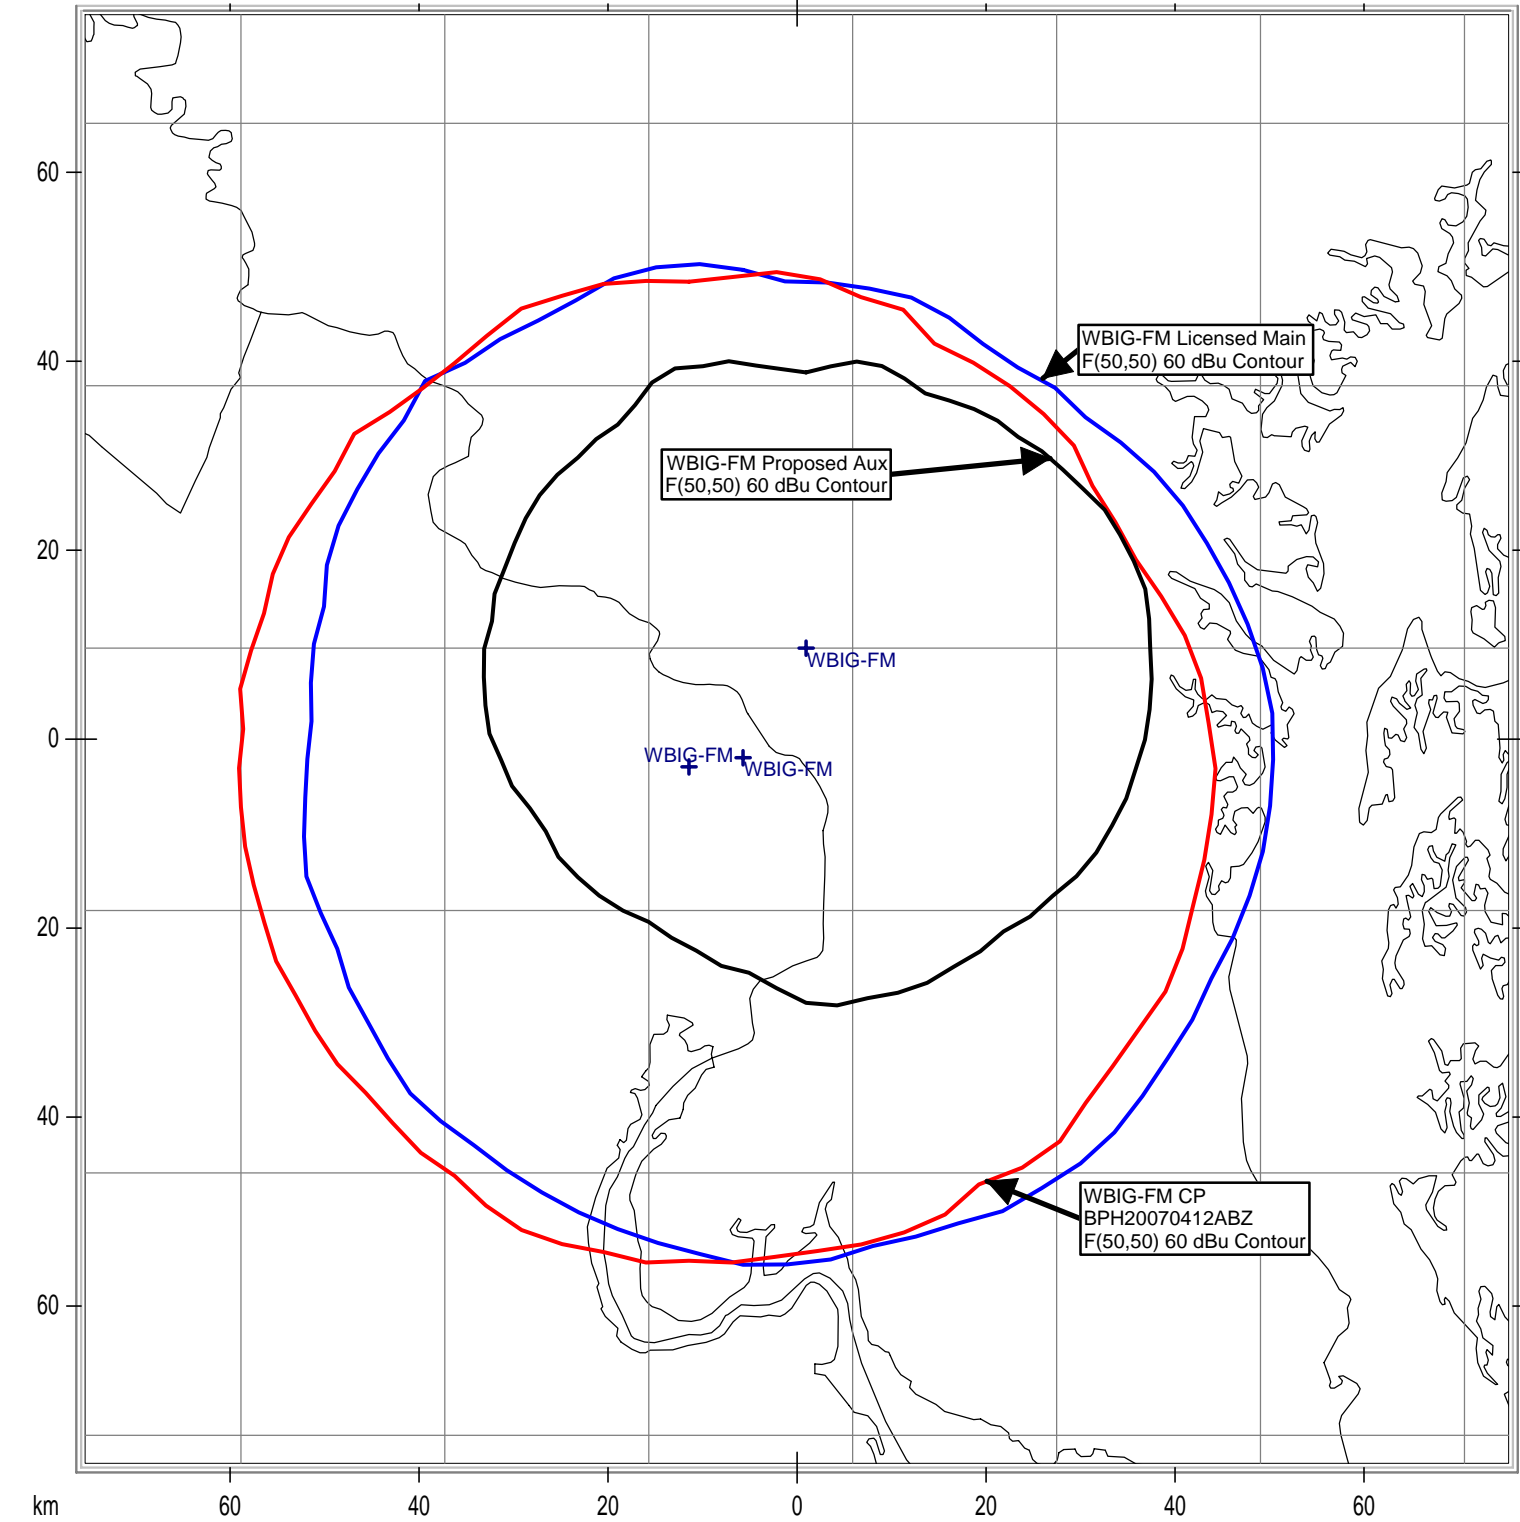 60
40
WBIG-FM Licensed Main
F(50,50) 60 dBu Contour
WBIG-FM Proposed Aux
F(50,50) 60 dBu Contour
20
WBIG-FM
0
WBIG-FM
WBIG-FM
20
40
WBIG-FM CP
BPH20070412ABZ
F(50,50) 60 dBu Contour
60
km 60 40 20 0 20 40 60